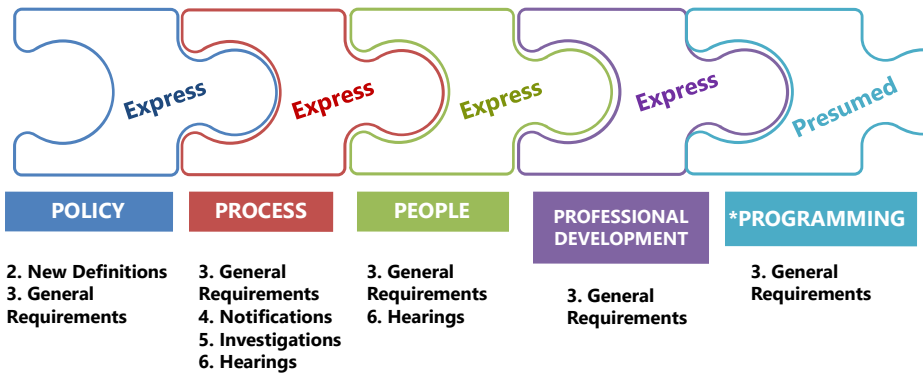 Express
Express
Express
Express
Presumed
POLICY
PROCESS
PEOPLE
PROFESSIONAL
DEVELOPMENT
*PROGRAMMING
2. New Definitions
3. General
Requirements
3. General
Requirements
4. Notifications
5. Investigations
6. Hearings
3. General
Requirements
6. Hearings
3. General
Requirements
3. General
Requirements